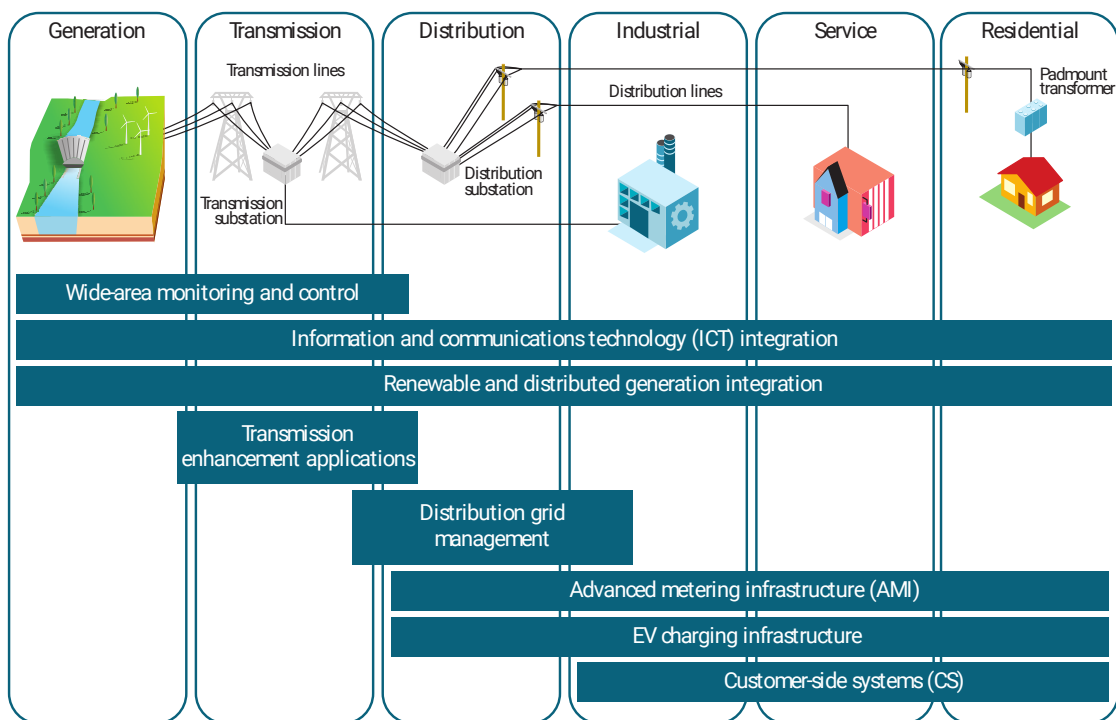 Generation
Transmission
Distribution
Industrial
Service
Residential
Transmission lines
Padmount
transformer
Distribution lines
Distribution
substation
Transmission
substation
Wide-area monitoring and control
Information and communications technology (ICT) integration
Renewable and distributed generation integration
Transmission
enhancement applications
Distribution grid
management
Advanced metering infrastructure (AMI)
EV charging infrastructure
Customer-side systems (CS)